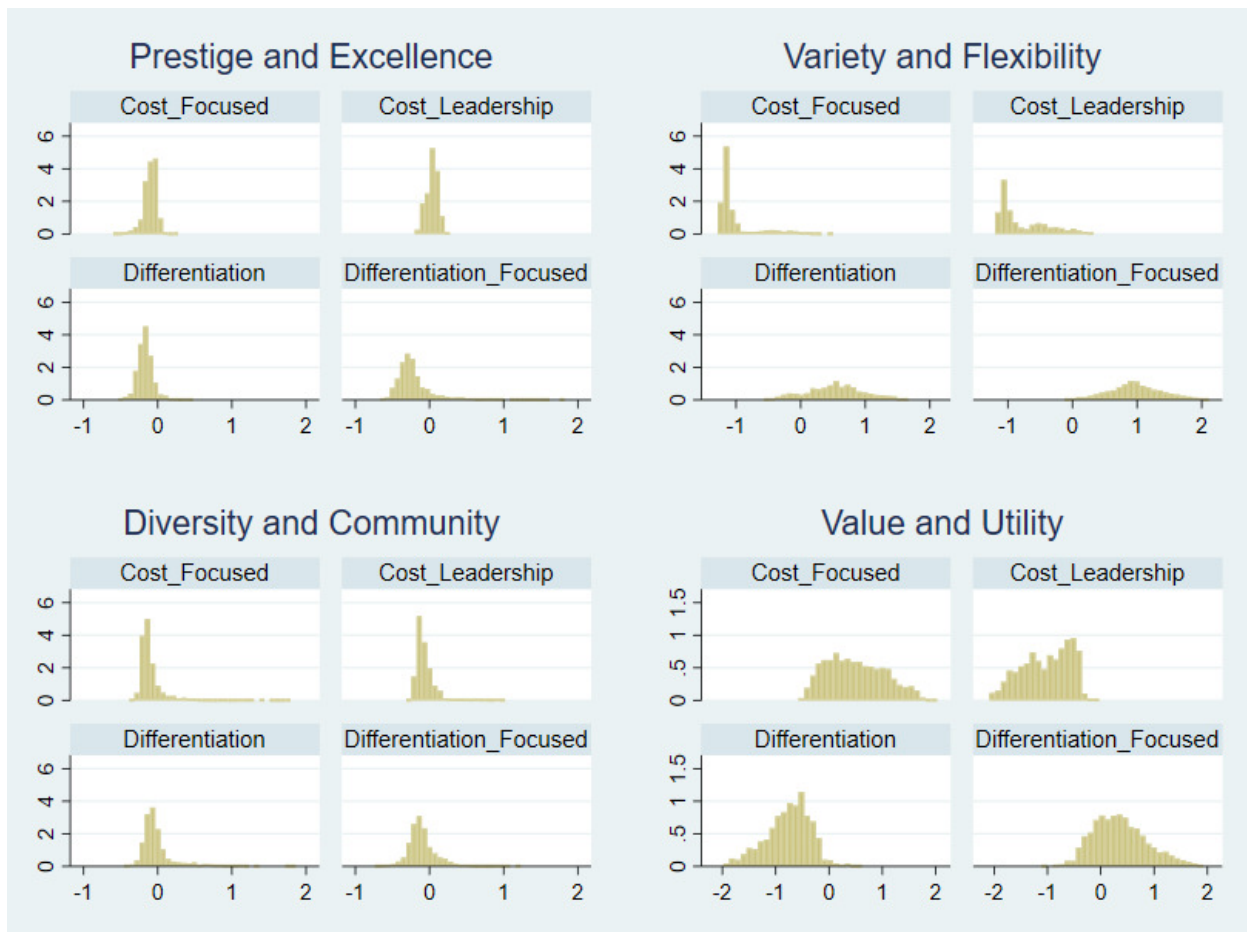 Prestige and Excellence
Cost_Focused Cost_Leadership
6
4
2
0
Differentiation Differentiation_Focused
6
4
2
0
-1 0 1 2 -1 0 1 2
Variety and Flexibility
Cost_Focused Cost_Leadership
6
4
2
0
Differentiation Differentiation_Focused
6
4
2
0
-1 0 1 2 -1 0 1 2
Diversity and Community
Cost_Focused Cost_Leadership
6
4
2
0
Differentiation Differentiation_Focused
6
4
2
0
-1 0 1 2 -1 0 1 2
Value and Utility
Cost_Focused Cost_Leadership
1.5
1
.5
0
Differentiation Differentiation_Focused
1.5
1
.5
0
-2 -1 0 1 2 -2 -1 0 1 2